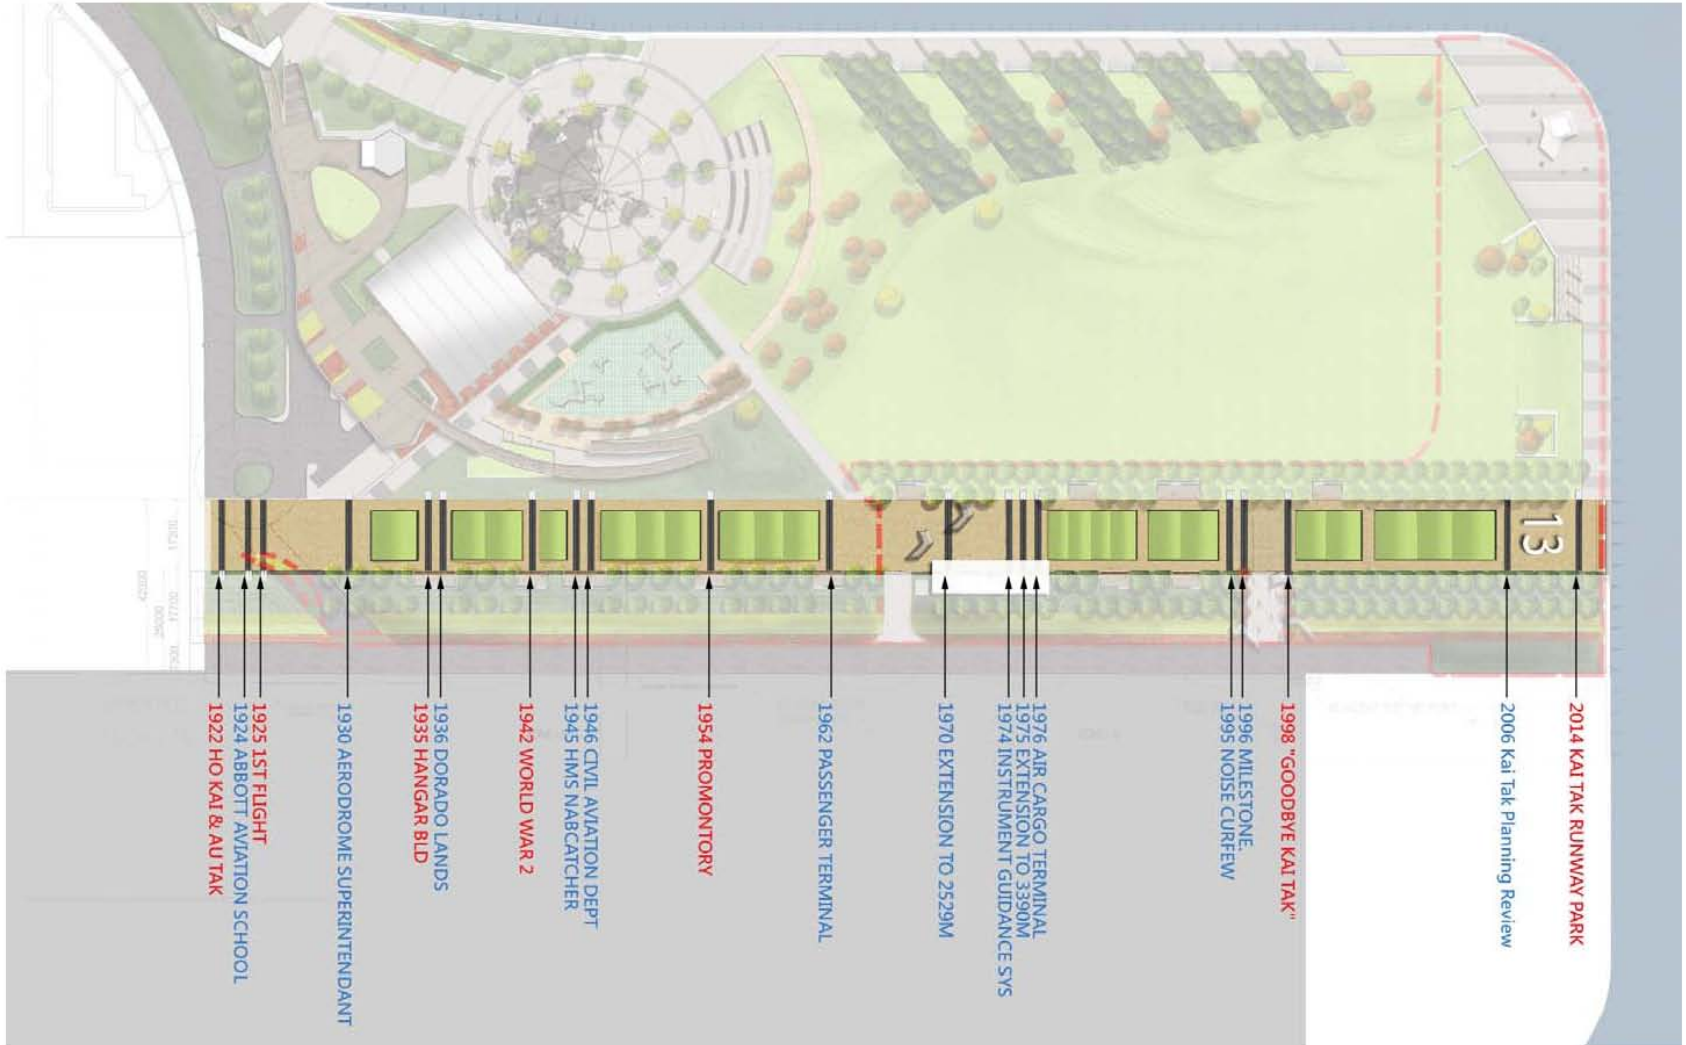 13
1922 HO KAI & AU TAK
1924 ABBOTT AVIATION SCHOOL
1925 1ST FLIGHT
1930 AERODROME SUPERINTENDANT
1935 HANGAR BLD
1936 DORADO LANDS
1942 WORLD WAR 2
1945 HMS NABCATCHER
1946 CIVIL AVIATION DEPT
1954 PROMONTORY
1962 PASSENGER TERMINAL
1970 EXTENSION TO 2529M
1974 INSTRUMENT GUIDANCE SYS
1975 EXTENSION TO 3390M
1976 AIR CARGO TERMINAL
1995 NOISE CURFEW
1996 MILESTONE.
1998 "GOODBYE KAI TAK"
2006 Kai Tak Planning Review
2014 KAI TAK RUNWAY PARK